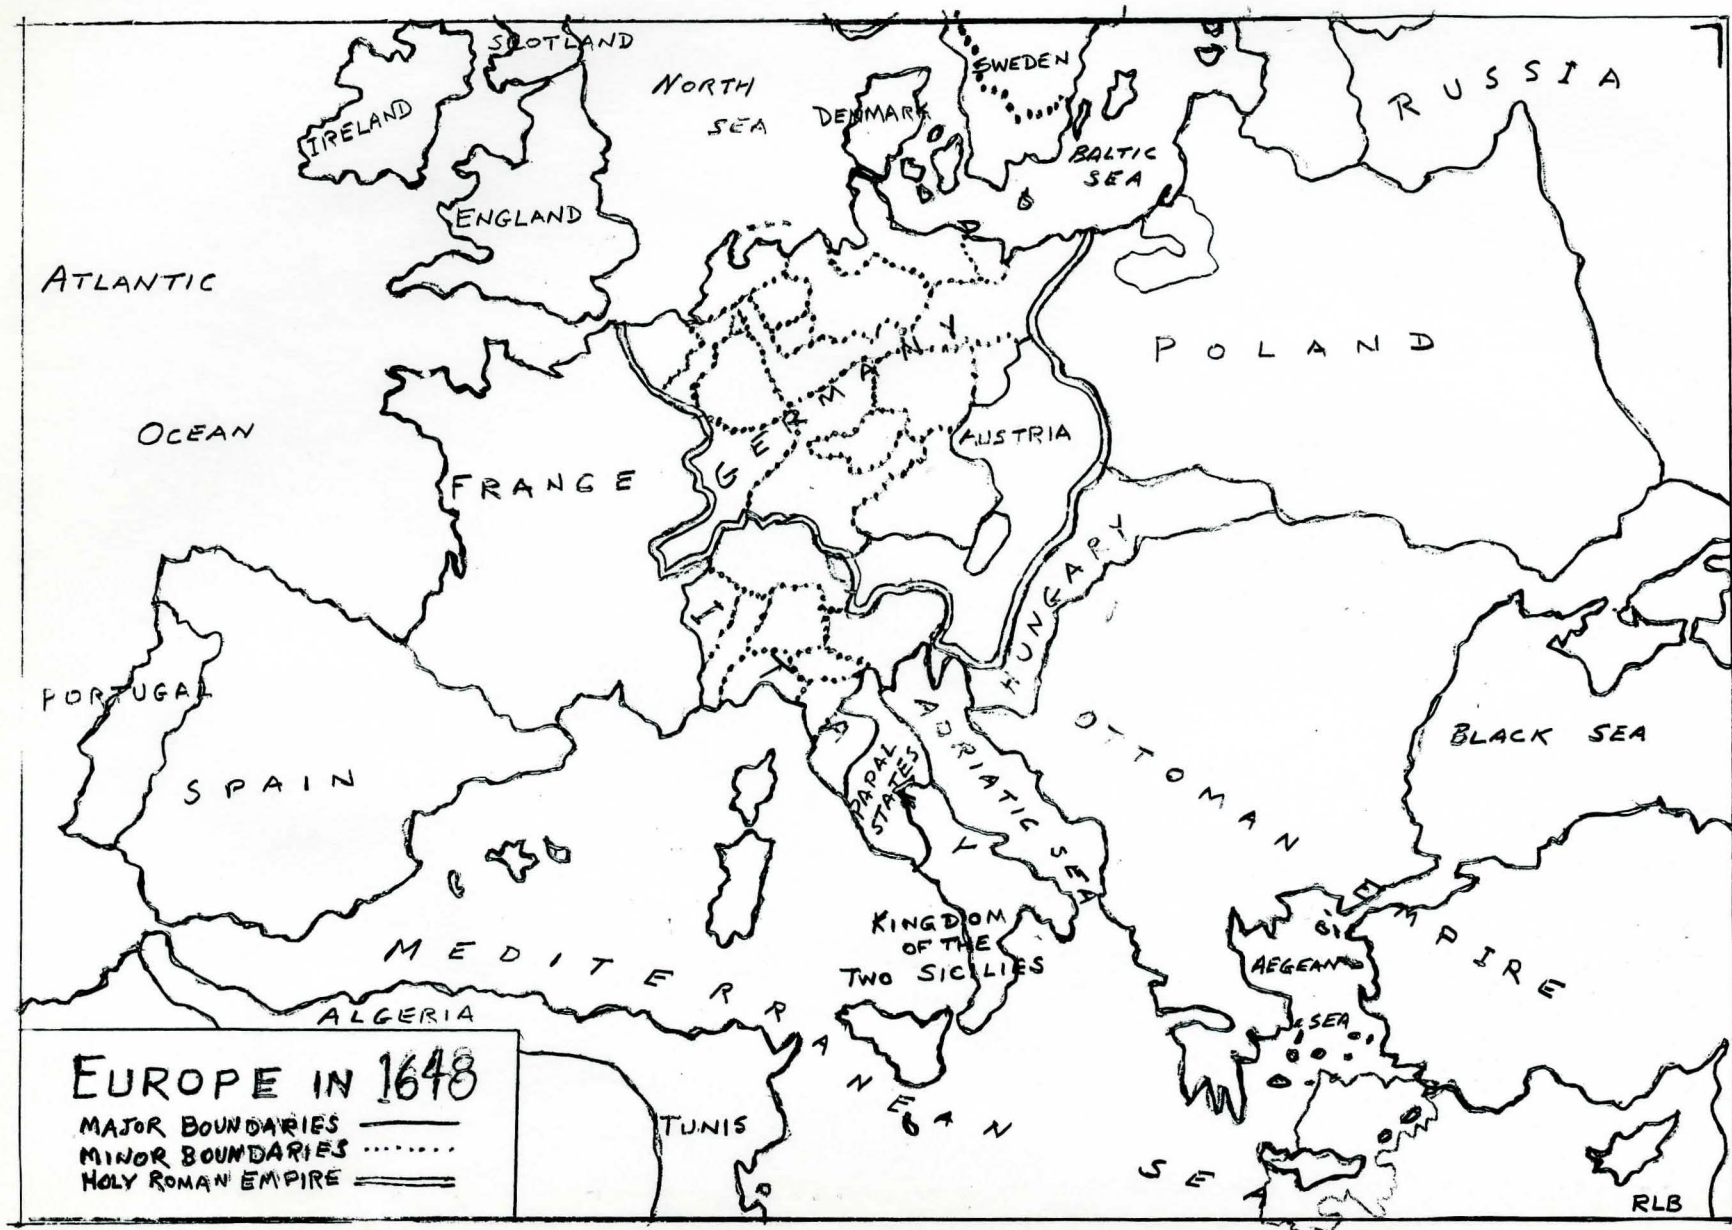 SCOTLAND
IRELAND
ENGLAND
NORTH
SEA
DENMARK
SWEDEN
BALTIC
SEA
RUSSIA
ATLANTIC
OCEAN
POLAND
GERMANY
AUSTRIA
FRANCE
HUNGARY
PORTUGAL
SPAIN
ITALY
ADRIATIC SEA
PAPAL
STATES
OTTOMAN
EMPIRE
BLACK SEA
KINGDOM
OF THE
TWO SICILIES
AEGEAN
SEA
MEDITERRANEAN
SEA
ALGERIA
TUNIS
EUROPE IN 1648
MAJOR BOUNDARIES
MINOR BOUNDARIES
HOLY ROMAN EMPIRE
RLB